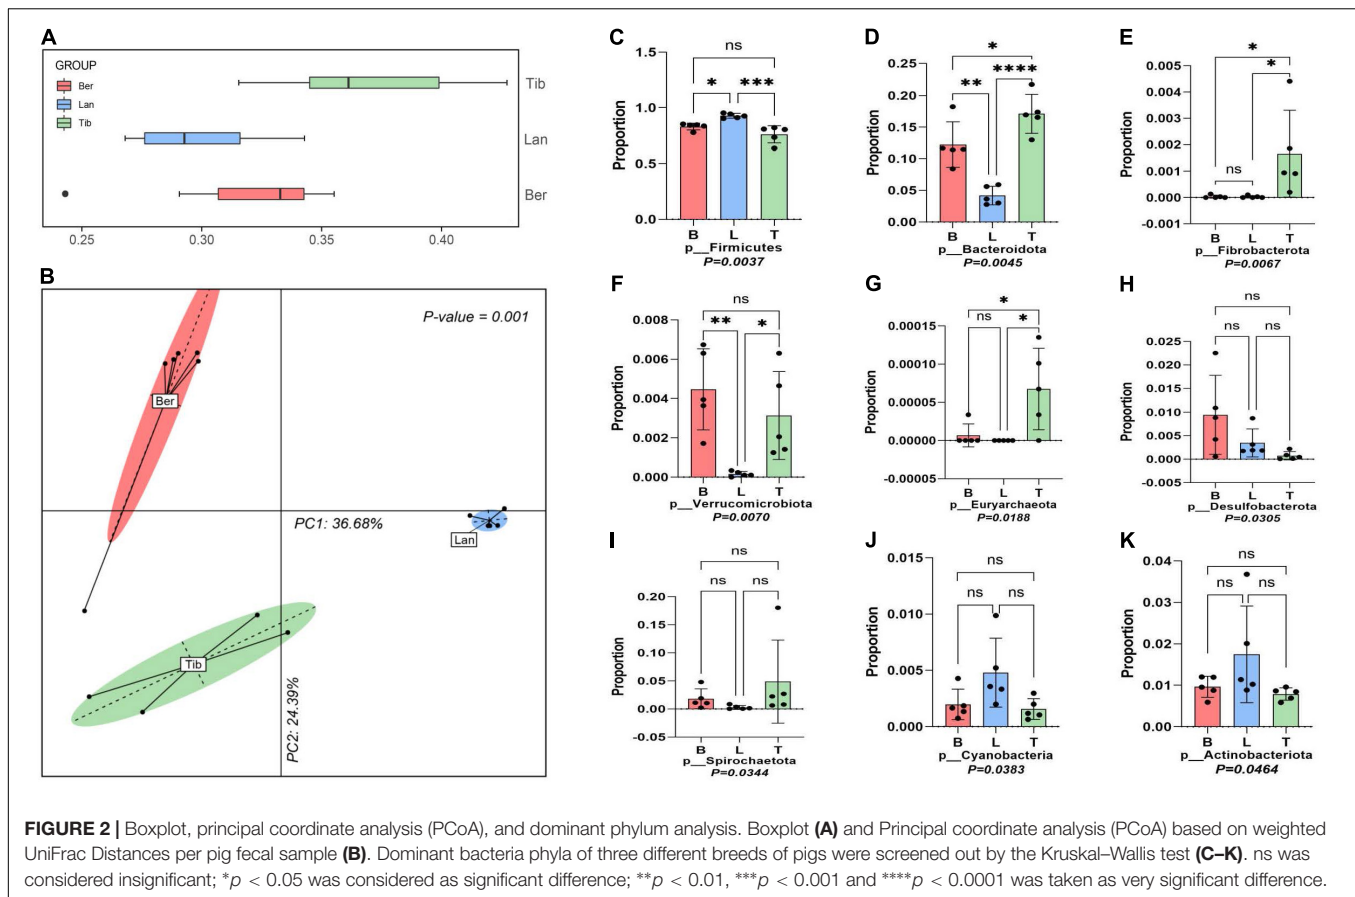 A
GROUP
Ber
Lan
Tib
Tib
Lan
Ber
0.25
0.30
0.35
0.40
B
P-value = 0.001
Ber
PC1: 36.68%
Lan
Tib
PC2: 24.39%
C
ns
* ***
Proportion
1.5
1.0
0.5
0.0
B L T
p__Firmicutes
P=0.0037
D
*
** ****
Proportion
0.25
0.20
0.15
0.10
0.05
0.00
B L T
p__Bacteroidota
P=0.0045
E
*
*
ns
Proportion
0.005
0.004
0.003
0.002
0.001
0.000
-0.001
B L T
p__Fibrobacterota
P=0.0067
F
ns
** *
Proportion
0.008
0.006
0.004
0.002
0.000
B L T
p__Verrucomicrobiota
P=0.0070
G
*
ns *
Proportion
0.00015
0.00010
0.00005
0.00000
-0.00005
B L T
p__Euryarchaeota
P=0.0188
H
ns
ns ns
Proportion
0.025
0.020
0.015
0.010
0.005
0.000
-0.005
B L T
p__Desulfobacterota
P=0.0305
I
ns
ns ns
Proportion
0.20
0.15
0.10
0.05
0.00
-0.05
B L T
p__Spirochaetota
P=0.0344
J
ns
ns ns
Proportion
0.015
0.010
0.005
0.000
B L T
p__Cyanobacteria
P=0.0383
K
ns
ns ns
Proportion
0.04
0.03
0.02
0.01
0.00
B L T
p__Actinobacteriota
P=0.0464
FIGURE 2 | Boxplot, principal coordinate analysis (PCoA), and dominant phylum analysis. Boxplot (A) and Principal coordinate analysis (PCoA) based on weighted
UniFrac Distances per pig fecal sample (B). Dominant bacteria phyla of three different breeds of pigs were screened out by the Kruskal–Wallis test (C–K). ns was
considered insignificant; *p < 0.05 was considered as significant difference; **p < 0.01, ***p < 0.001 and ****p < 0.0001 was taken as very significant difference.